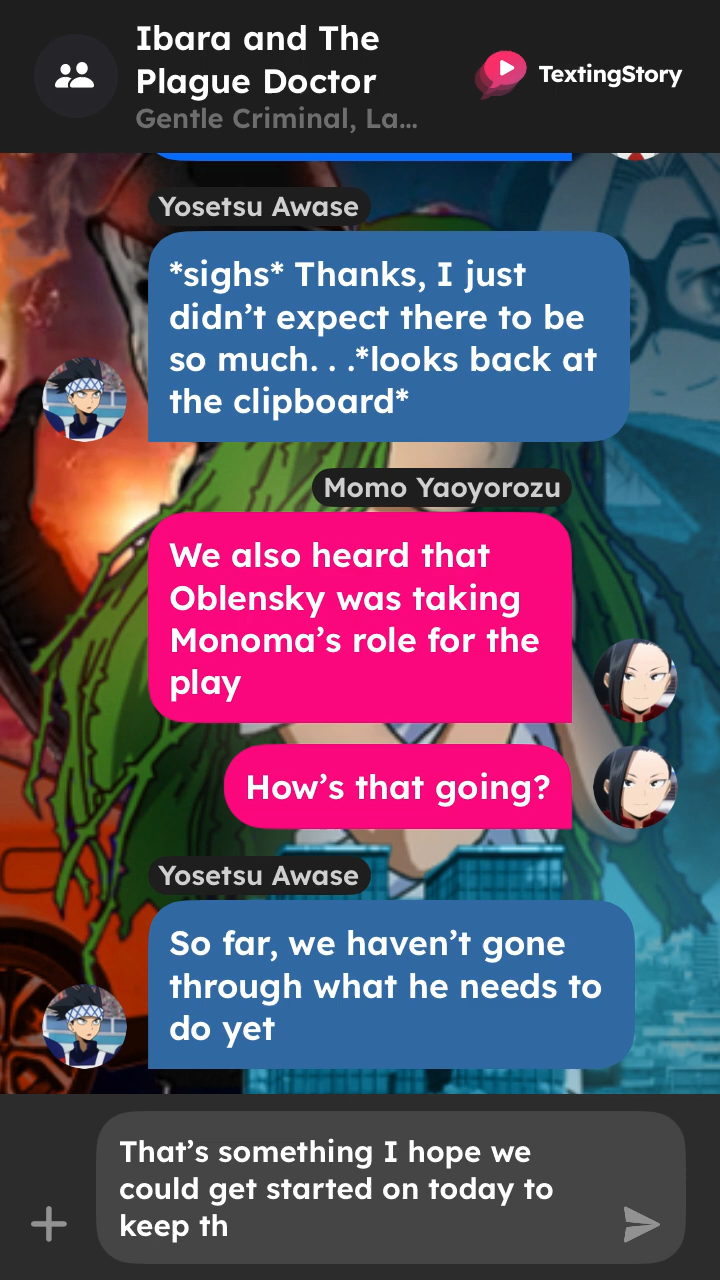 Ibara and The
Plague Doctor
Gentle Criminal, La...
TextingStory
Yosetsu Awase
*sighs* Thanks, I just
didn’t expect there to be
so much. . .*looks back at
the clipboard*
Momo Yaoyorozu
We also heard that
Oblensky was taking
Monoma’s role for the
play
How’s that going?
Yosetsu Awase
So far, we haven’t gone
through what he needs to
do yet
That’s something I hope we
could get started on today to
keep th